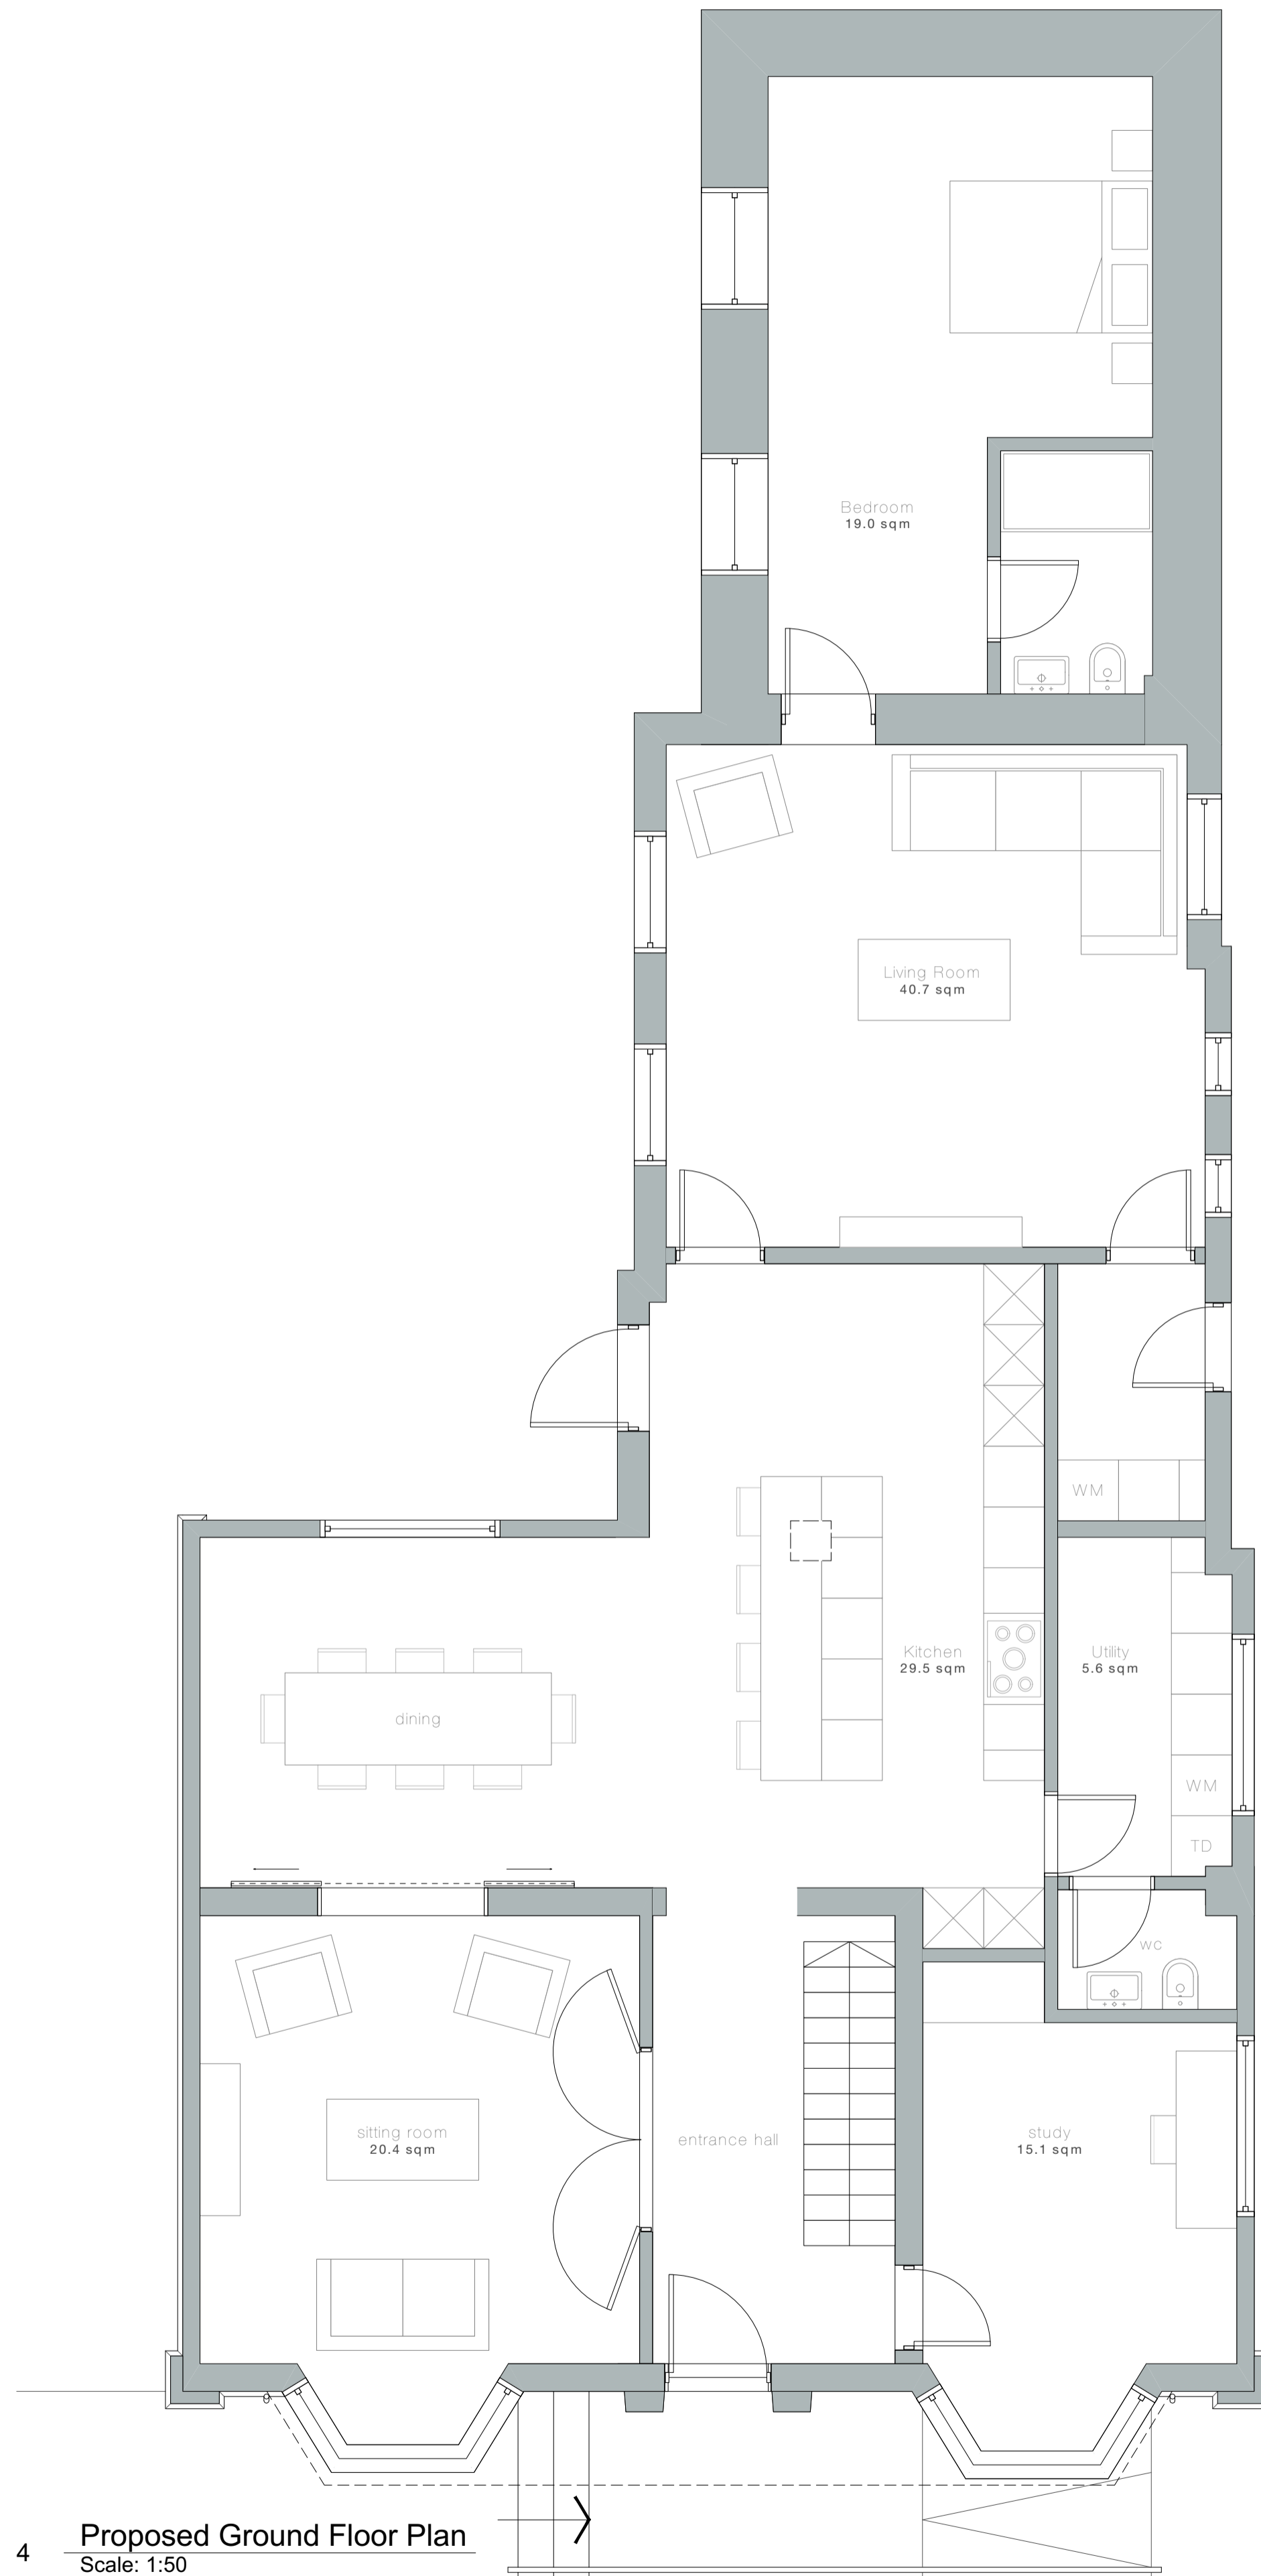 Bedroom
19.0 sqm
Living Room
40.7 sqm
WM
Kitchen
29.5 sqm
Utility
5.6 sqm
dining
WM
TD
WC
sitting room
20.4 sqm
entrance hall
study
15.1 sqm
4 Proposed Ground Floor Plan
Scale: 1:50